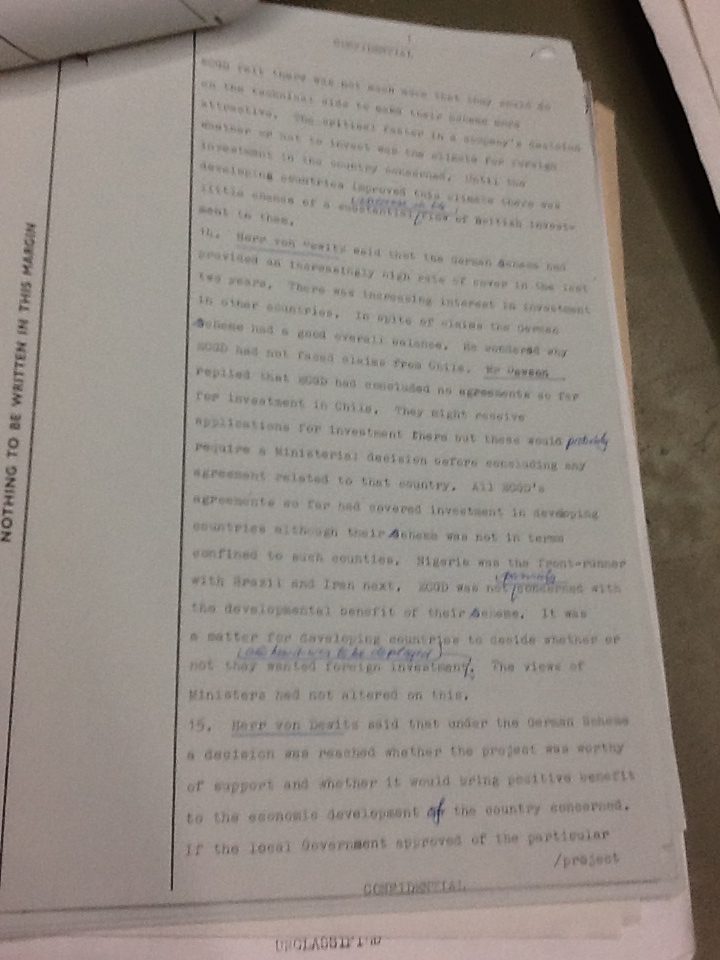 CONFIDENTIAL
ECGD felt there was not much more that they could do
on the technical side to make their scheme more
attractive. The critical factor in a company's decision
whether or not to invest was the climate for foreign
investment in the country concerned. Until the
developing countries improved this climate there was
little chance of a substantial flow of British invest-
ment to them.
14. Herr von Dewitz said that the German Scheme had
provided an increasingly high rate of cover in the last
two years. There was increasing interest in investment
in other countries. In spite of claims the German
Scheme had a good overall balance. He wondered why
ECGD had not faced claims from Chile. Mr
replied that ECGD had concluded no agreements so far
for investment in Chile. They might receive
applications for investment there but these would probably
require a Ministerial decision before concluding any
agreement related to that country. All ECGD's
agreements so far had covered investment in developing
countries although their Scheme was not in terms
confined to such counties. Nigeria was the front-runner
with Brazil and Iran next. ECGD was not primarily concerned with
the developmental benefit of their Scheme. It was
a matter for developing countries to decide whether or
not they wanted foreign investment (and how it was to be deployed). The views of
Ministers had not altered on this.
15. Herr von Dewitz said that under the German Scheme
a decision was reached whether the project was worthy
of support and whether it would bring positive benefit
to the economic development of the country concerned.
If the local Government approved of the particular
/project
CONFIDENTIAL
UNCLASSIFIED
NOTHING TO BE WRITTEN IN THIS MARGIN